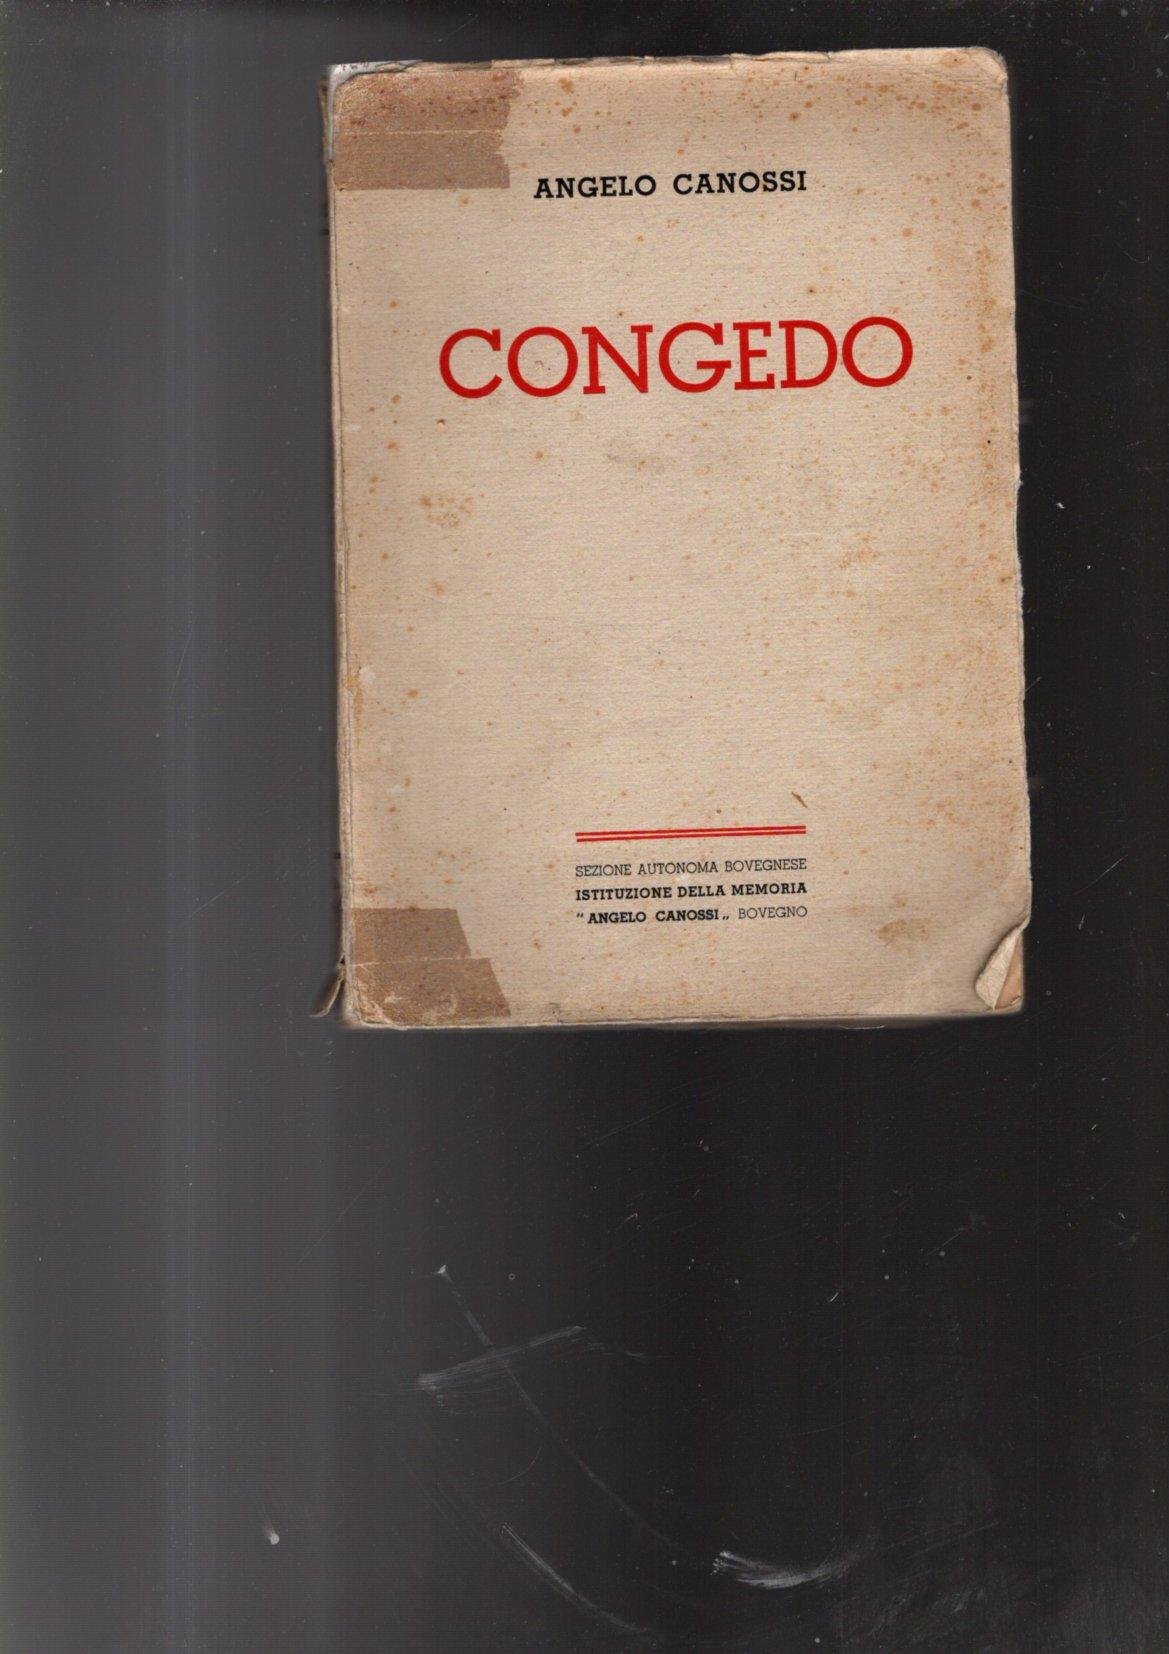 ANGELO CANOSSI
CONGEDO
SEZIONE AUTONOMA BOVEGNESE
ISTITUZIONE DELLA MEMORIA
“ ANGELO CANOSSI „ BOVEGNO